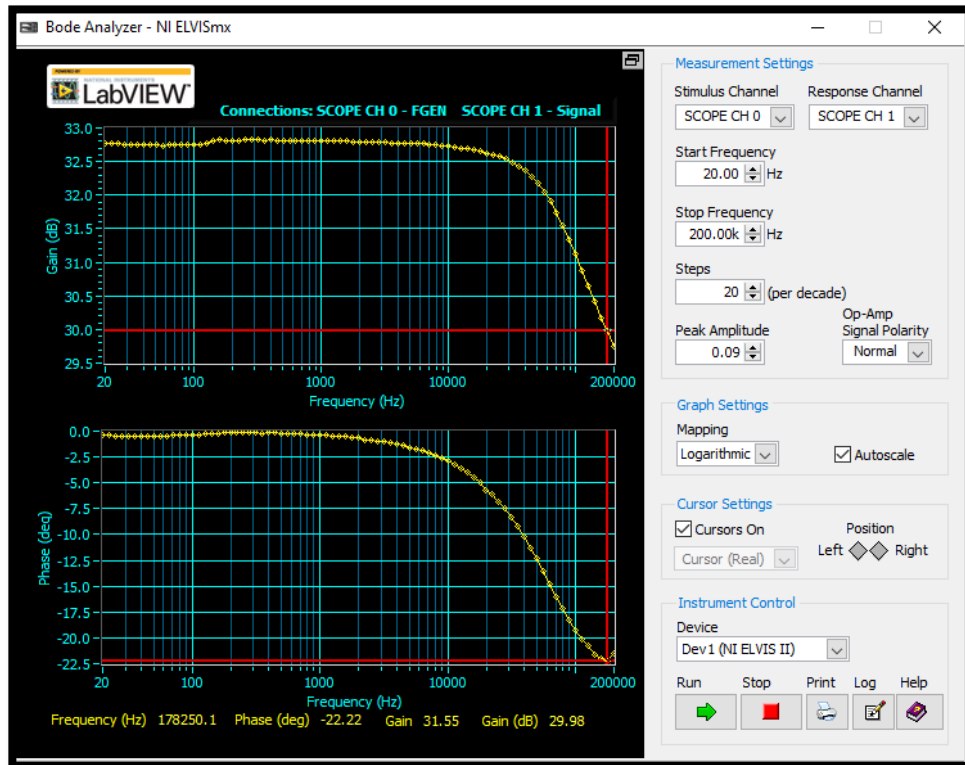 Bode Analyzer - NI ELVISmx
POWERED BY
NATIONAL INSTRUMENTS
LabVIEW™
Connections: SCOPE CH 0 - FGEN SCOPE CH 1 - Signal
33.0
32.5
32.0
31.5
31.0
30.5
30.0
29.5
Gain (dB)
20 100 1000 10000 200000
Frequency (Hz)
0.0
-2.5
-5.0
-7.5
-10.0
-12.5
-15.0
-17.5
-20.0
-22.5
Phase (deg)
20 100 1000 10000 200000
Frequency (Hz)
Frequency (Hz) 178250.1 Phase (deg) -22.22 Gain 31.55 Gain (dB) 29.98
Measurement Settings
Stimulus Channel Response Channel
SCOPE CH 0 SCOPE CH 1
Start Frequency
20.00 Hz
Stop Frequency
200.00k Hz
Steps
20 (per decade)
Peak Amplitude
0.09
Op-Amp
Signal Polarity
Normal
Graph Settings
Mapping
Logarithmic Autoscale
Cursor Settings
Cursors On Position
Cursor (Real) Left Right
Instrument Control
Device
Dev1 (NI ELVIS II)
Run Stop Print Log Help